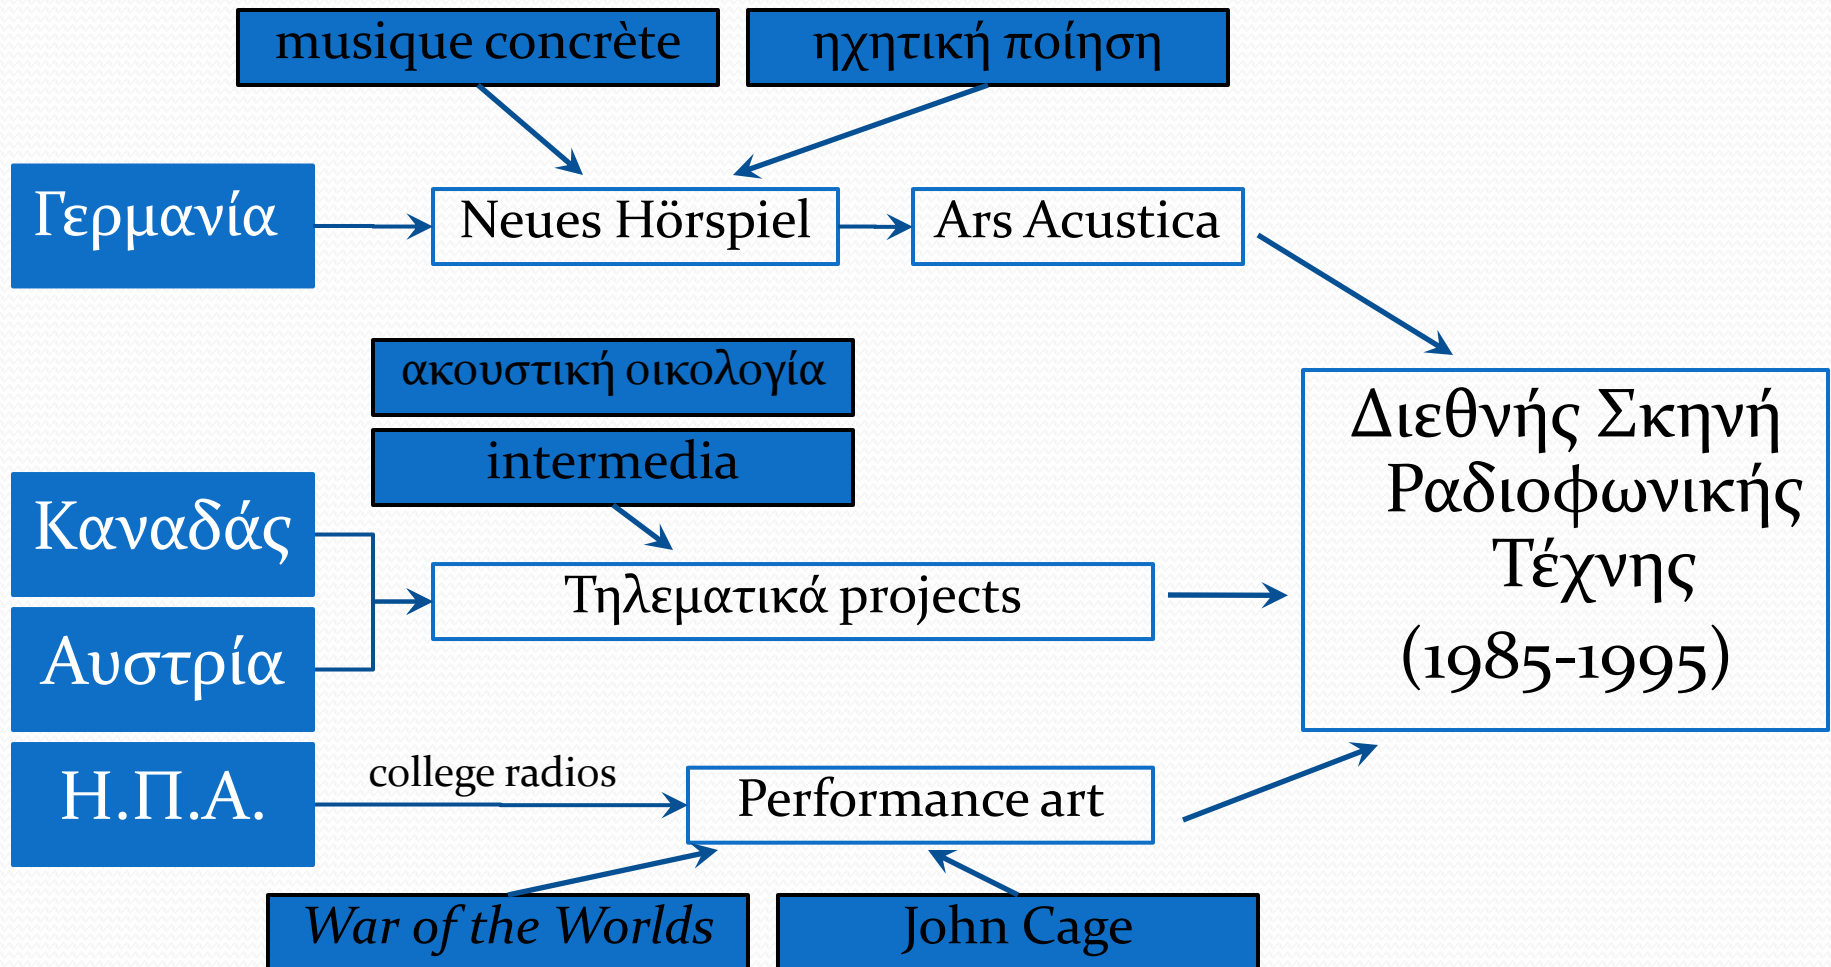 musique concrète
ηχητική ποίηση
Γερμανία
Neues Hörspiel
Ars Acustica
ακουστική οικολογία
intermedia
Καναδάς
Αυστρία
Τηλεματικά projects
Διεθνής Σκηνή
Ραδιοφωνικής
Τέχνης
(1985-1995)
Η.Π.Α.
college radios
Performance art
War of the Worlds
John Cage